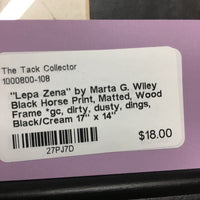 The Tack Collector
1000800-108
"Lepa Zena" by Marta G. Wiley
Black Horse Print, Matted, Wood
Frame *gc, dirty, dusty, dings,
Black/Cream 17" x 14"
$18.00
27PJ7D